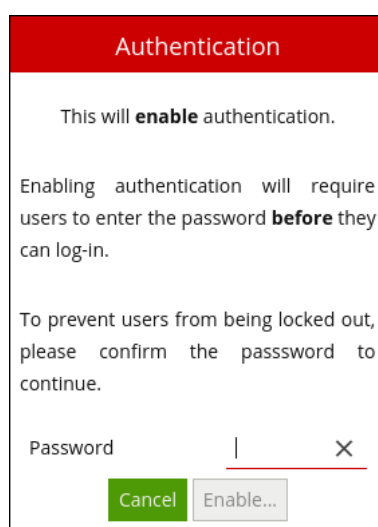 Authentication
This will enable authentication.
Enabling authentication will require
users to enter the password before they
can log-in.
To prevent users from being locked out,
please confirm the passsword to
continue.
Password
Cancel Enable...